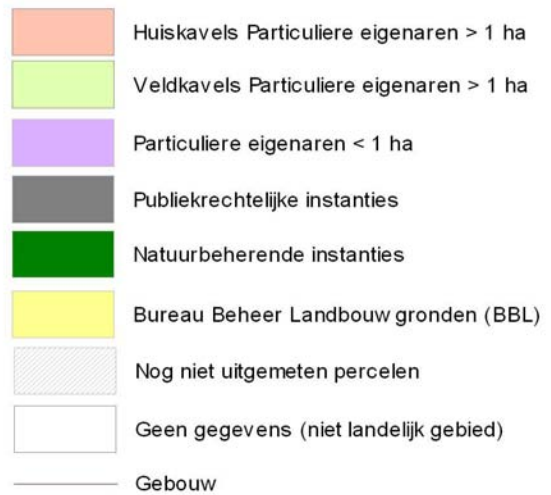 Huiskavels Particuliere eigenaren > 1 ha
Veldkavels Particuliere eigenaren > 1 ha
Particuliere eigenaren < 1 ha
Publiekrechtelijke instanties
Natuurbeherende instanties
Bureau Beheer Landbouw gronden (BBL)
Nog niet uitgemeten percelen
Geen gegevens (niet landelijk gebied)
Gebouw